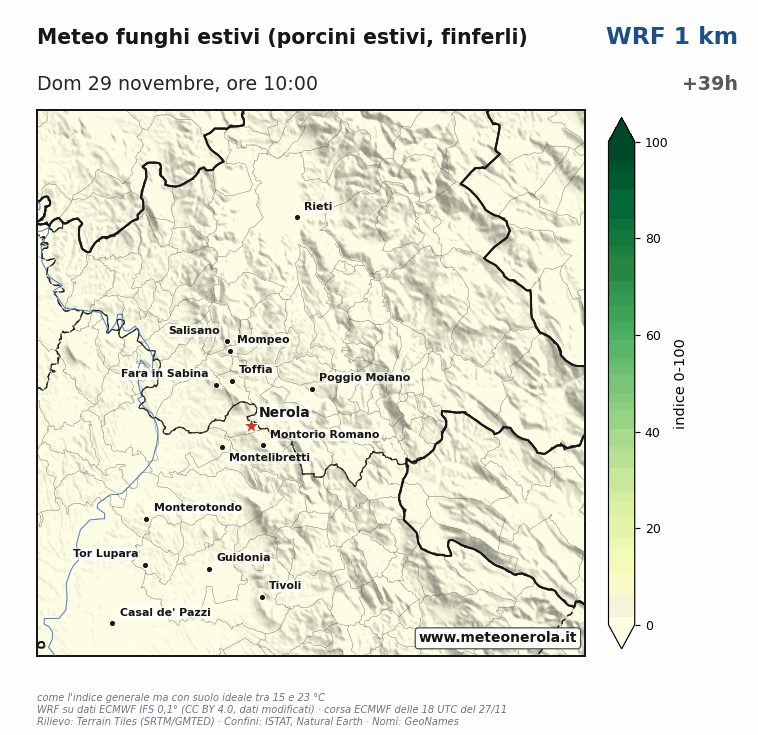 Meteo funghi estivi (porcini estivi, finferli)
WRF 1 km
Dom 29 novembre, ore 10:00
+39h
Rieti
Salisano
Mompeo
Fara in Sabina
Toffia
Poggio Moiano
Nerola
Montorio Romano
Montelibretti
Monterotondo
Tor Lupara
Guidonia
Tivoli
Casal de' Pazzi
www.meteonerola.it
100
80
60
40
20
0
indice 0-100
come l'indice generale ma con suolo ideale tra 15 e 23 °C
WRF su dati ECMWF IFS 0,1° (CC BY 4.0, dati modificati) · corsa ECMWF delle 18 UTC del 27/11
Rilievo: Terrain Tiles (SRTM/GMTED) · Confini: ISTAT, Natural Earth · Nomi: GeoNames